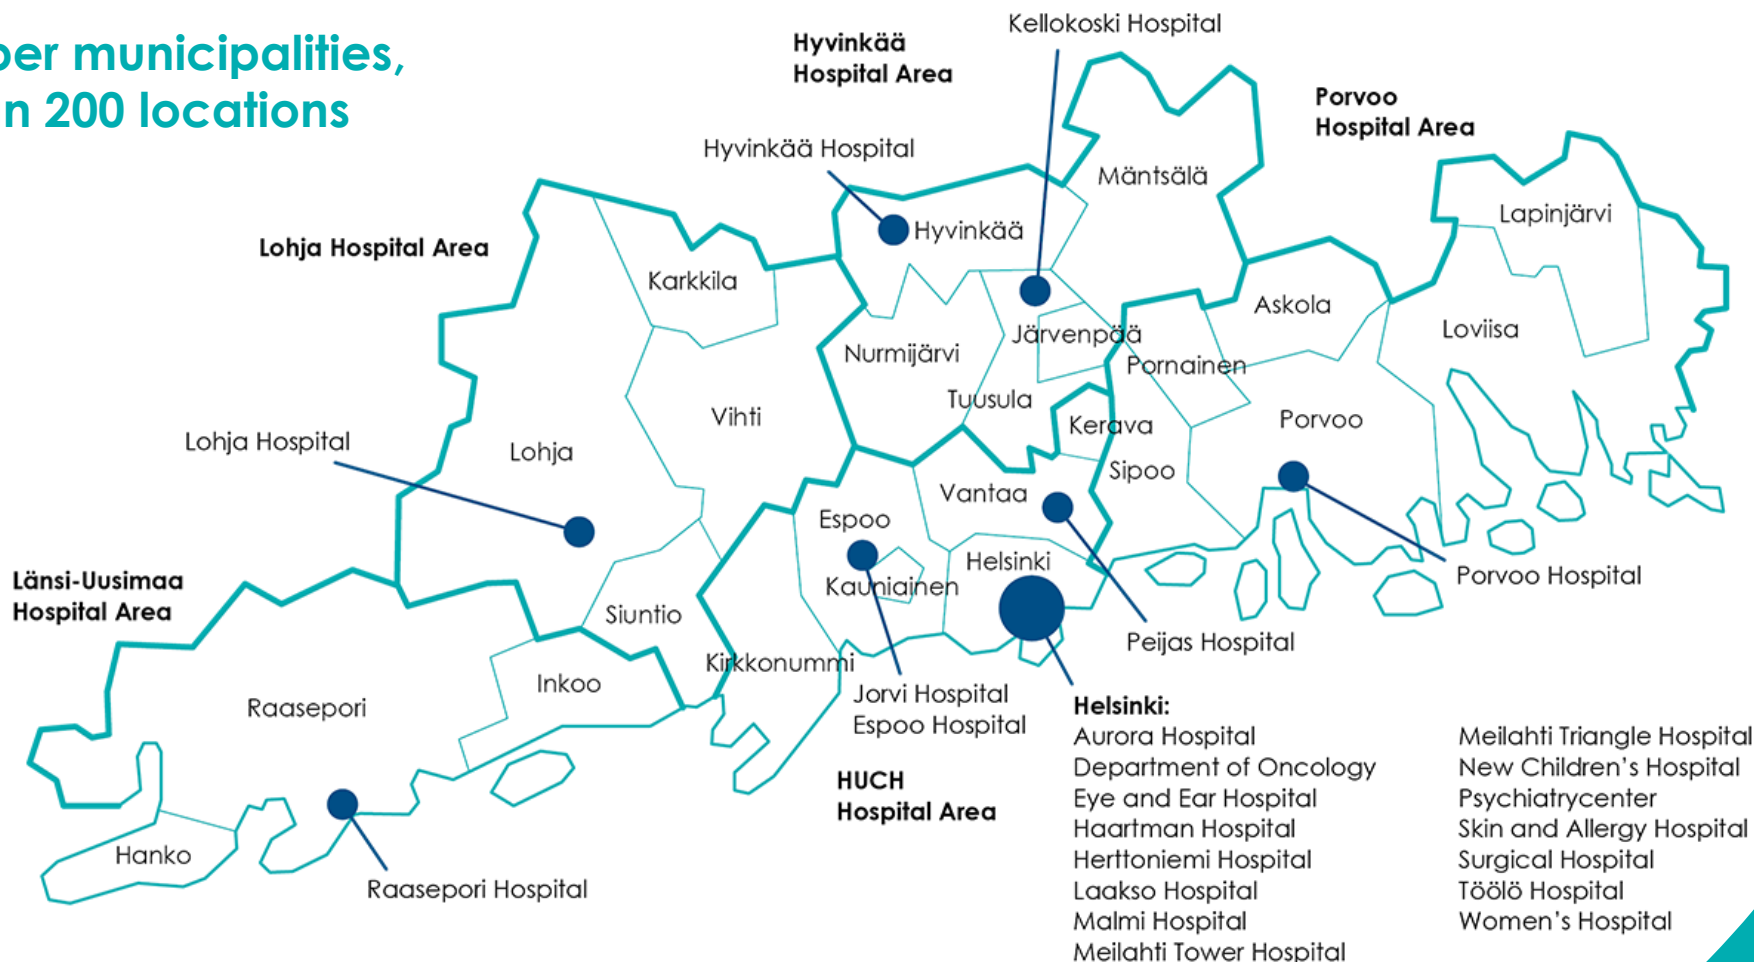 ber municipalities,
n 200 locations
Kellokoski Hospital
Hyvinkää
Hospital Area
Porvoo
Hospital Area
Hyvinkää Hospital
Mäntsälä
Lapinjärvi
Hyvinkää
Lohja Hospital Area
Karkkila
Askola
Loviisa
Järvenpää
Nurmijärvi
Pornainen
Tuusula
Vihti
Kerava
Porvoo
Lohja Hospital
Lohja
Sipoo
Vantaa
Espoo
Helsinki
Porvoo Hospital
Länsi-Uusimaa
Hospital Area
Kauniainen
Siuntio
Peijas Hospital
Kirkkonummi
Inkoo
Raasepori
Jorvi Hospital
Espoo Hospital
HUCH
Hospital Area
Hanko
Raasepori Hospital
Helsinki:
Aurora Hospital
Department of Oncology
Eye and Ear Hospital
Haartman Hospital
Herttoniemi Hospital
Laakso Hospital
Malmi Hospital
Meilahti Tower Hospital
Meilahti Triangle Hospital
New Children’s Hospital
Psychiatrycenter
Skin and Allergy Hospital
Surgical Hospital
Töölö Hospital
Women’s Hospital